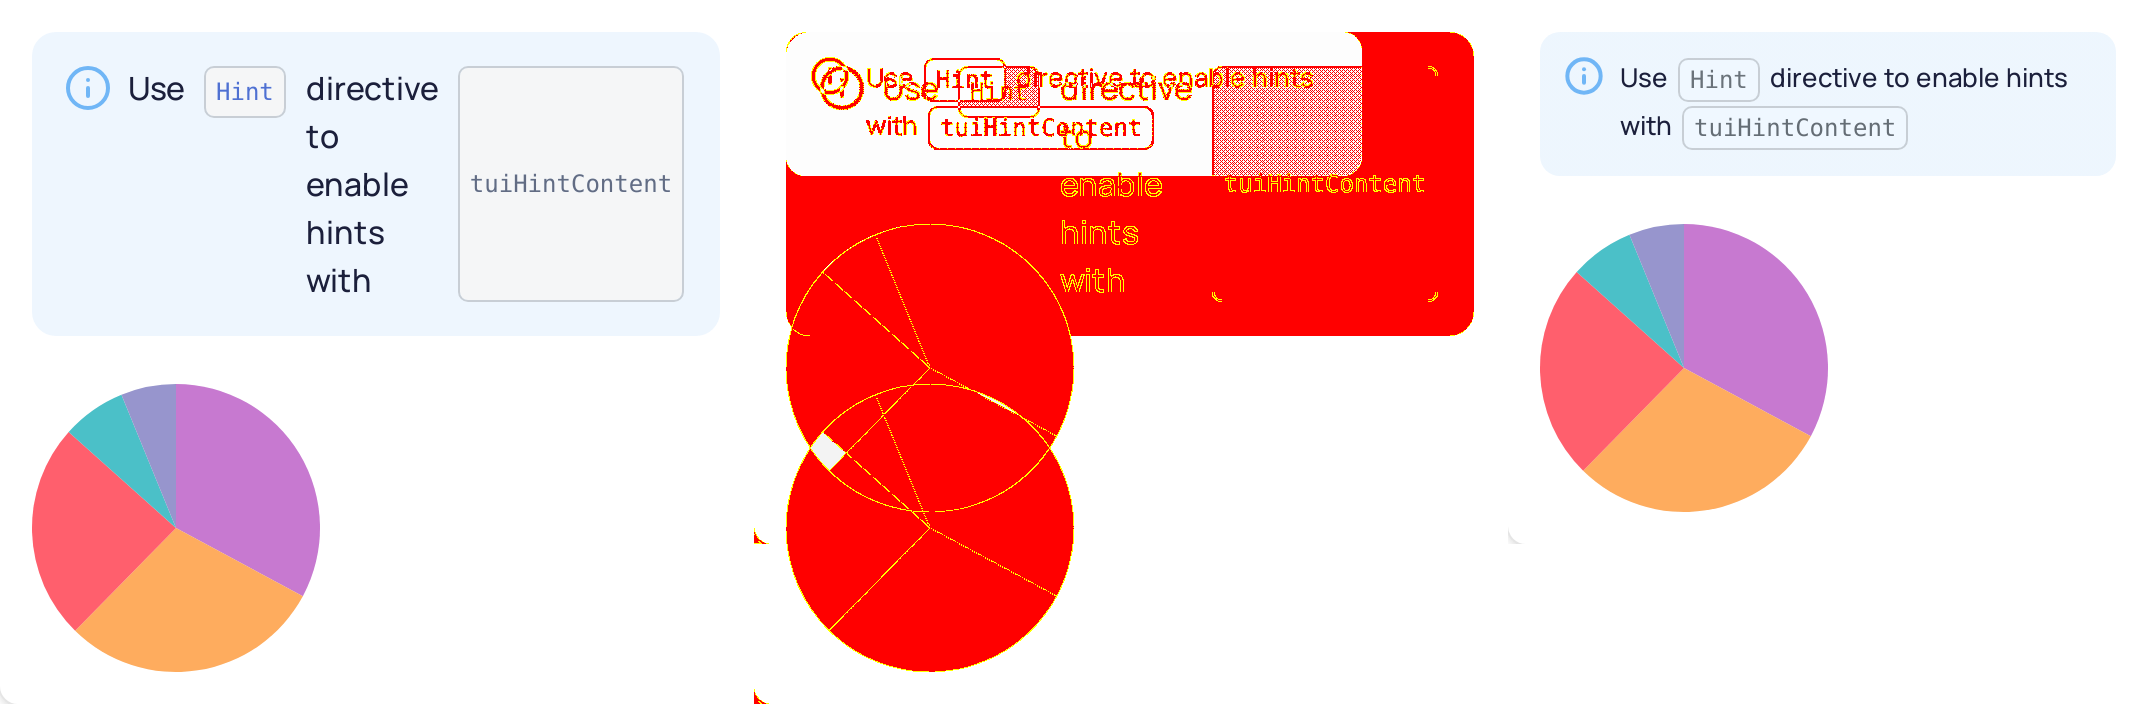 Use Hint directive
to
enable
hints
with
tuiHintContent
Use Hint directive to enable hints
with tuiHintContent
Use Hint directive
to
enable
hints
with
tuiHintContent
Use Hint directive to enable hints
with tuiHintContent